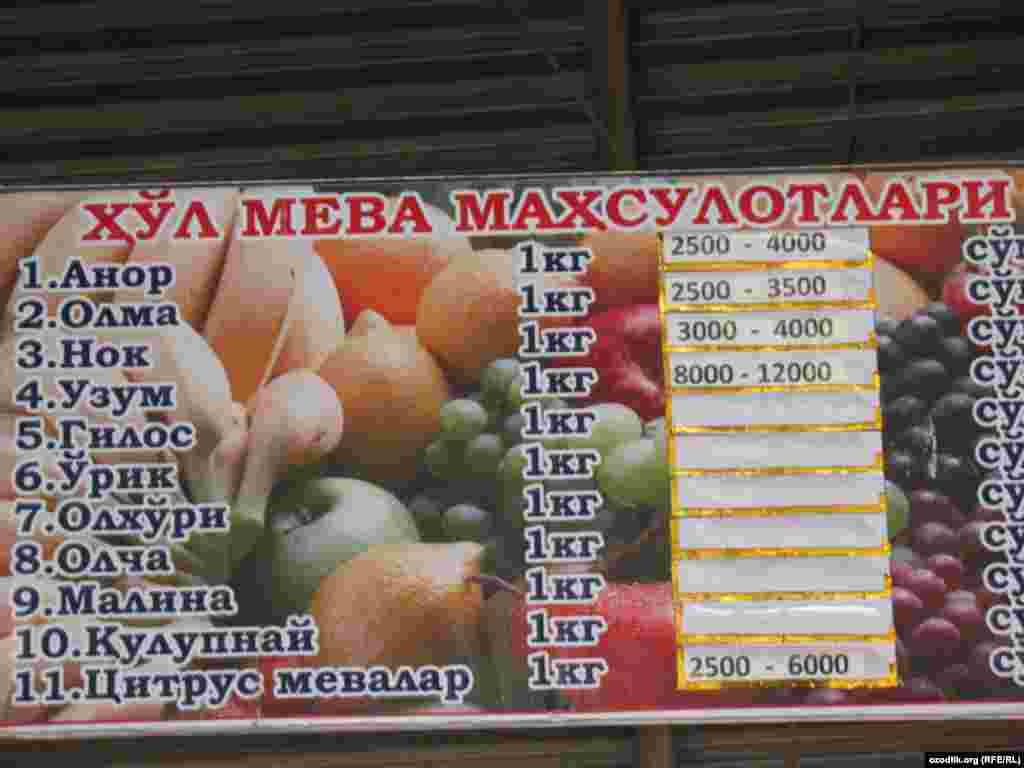 ХЎЛ МЕВА МАХСУЛОТЛАРИ
1.Анор 1кг 2500 - 4000
2.Олма 1кг 2500 - 3500
3.Нок 1кг 3000 - 4000
4.Узум 1кг 8000 - 12000
5.Гилос 1кг
6.Ўрик 1кг
7.Олхўри 1кг
8.Олча 1кг
9.Малина 1кг
10.Кулупнай 1кг
11.Цитрус мевалар 1кг 2500 - 6000
ozodlik.org (RFE/RL)